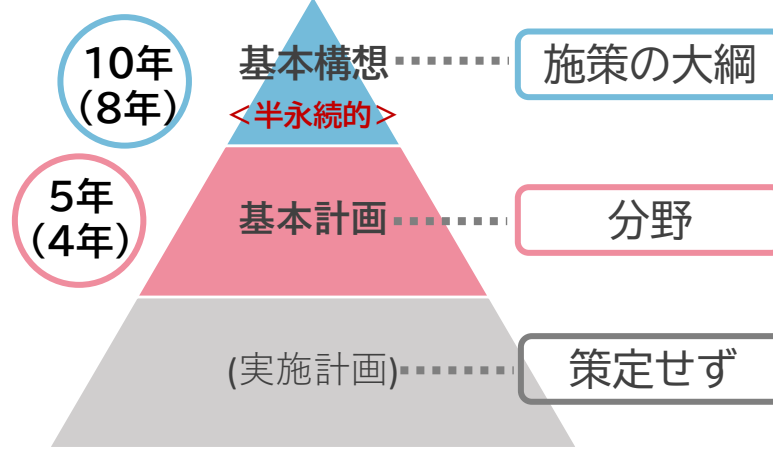 10年
(8年)
基本構想
施策の大綱
<半永続的>
5年
(4年)
基本計画
分野
(実施計画)
策定せず